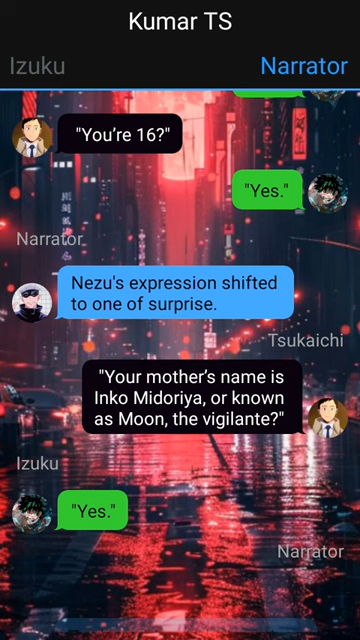 Kumar TS
Izuku
Narrator
"You're 16?"
"Yes."
Narrator
Nezu's expression shifted
to one of surprise.
Tsukaichi
"Your mother's name is
Inko Midoriya, or known
as Moon, the vigilante?"
Izuku
"Yes."
Narrator